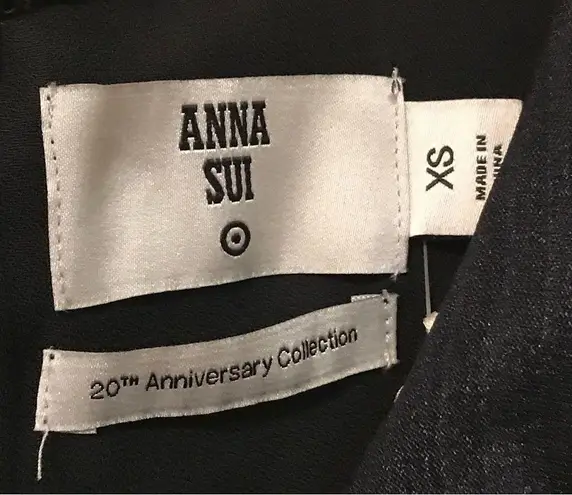 ANNA
SUI
XS
MADE IN
20TH Anniversary Collection